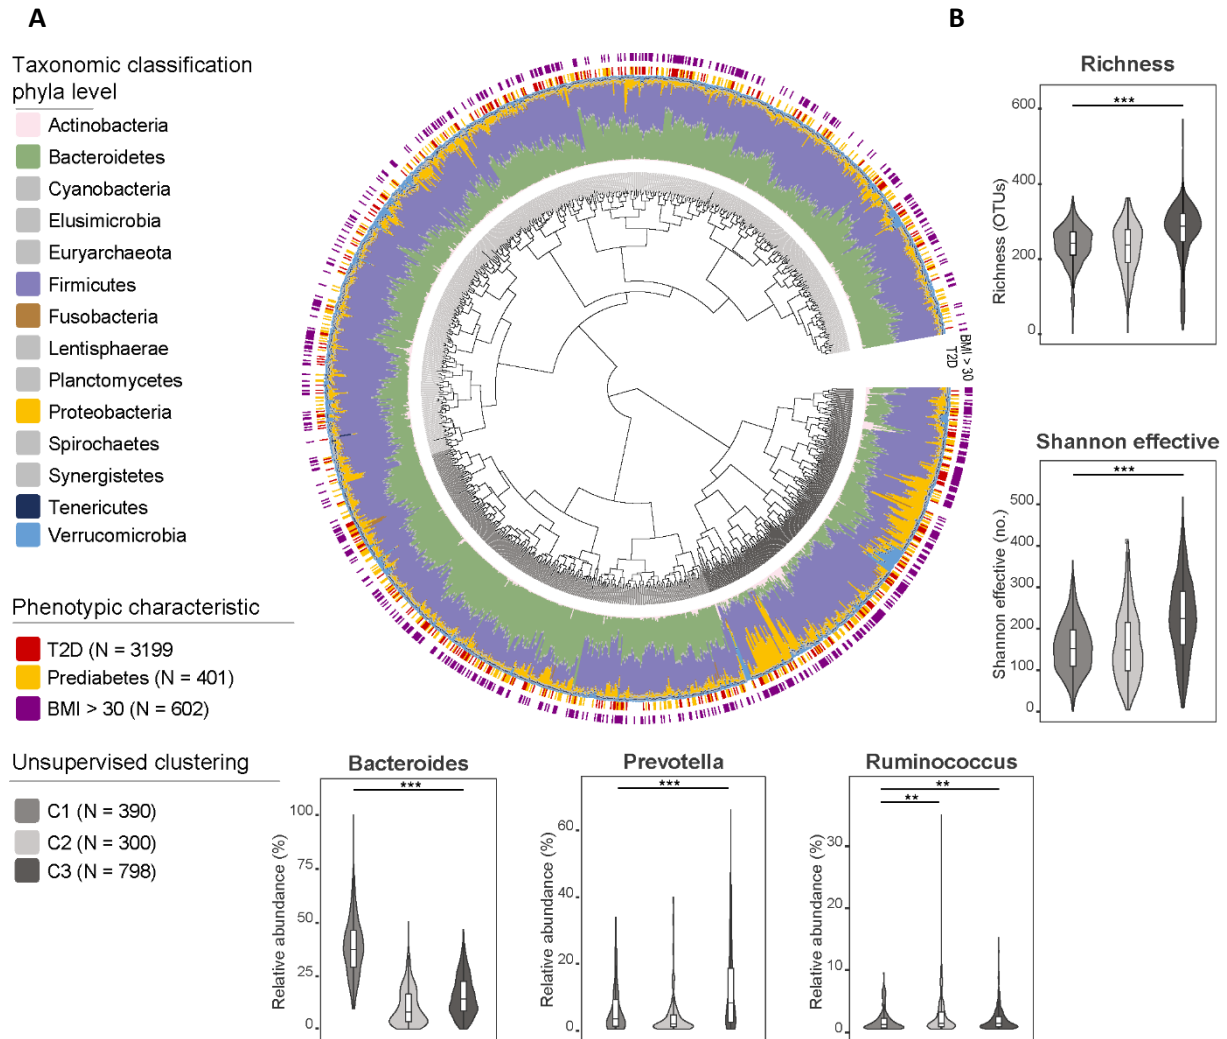 A
B
Taxonomic classification
phyla level
Actinobacteria
Bacteroidetes
Cyanobacteria
Elusimicrobia
Euryarchaeota
Firmicutes
Fusobacteria
Lentisphaerae
Planctomycetes
Proteobacteria
Spirochaetes
Synergistetes
Tenericutes
Verrucomicrobia
Phenotypic characteristic
T2D (N = 3199
Prediabetes (N = 401)
BMI > 30 (N = 602)
Unsupervised clustering
C1 (N = 390)
C2 (N = 300)
C3 (N = 798)
T2D
BMI > 30
Richness
Richness (OTUs)
600
400
200
0
***
Shannon effective
Shannon effective (no.)
500
400
300
200
100
0
***
Bacteroides
Relative abundance (%)
100
75
50
25
0
***
Prevotella
Relative abundance (%)
60
40
20
0
***
Ruminococcus
Relative abundance (%)
30
20
10
0
**
**